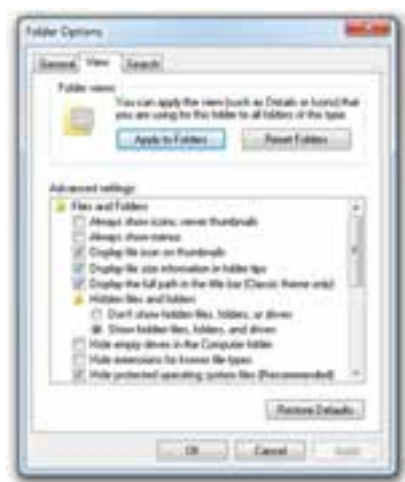 Folder Options
General View Search
Folder views
You can apply the view (such as Details or Icons) that
you are using for this folder to all folders of this type.
Apply to Folders Reset Folders
Advanced settings:
Files and Folders
Always show icons, never thumbnails
Always show menus
Display file icon on thumbnails
Display file size information in folder tips
Display the full path in the title bar (Classic theme only)
Hidden files and folders
Don't show hidden files, folders, or drives
Show hidden files, folders, and drives
Hide empty drives in the Computer folder
Hide extensions for known file types
Hide protected operating system files (Recommended)
Restore Defaults
OK Cancel Apply